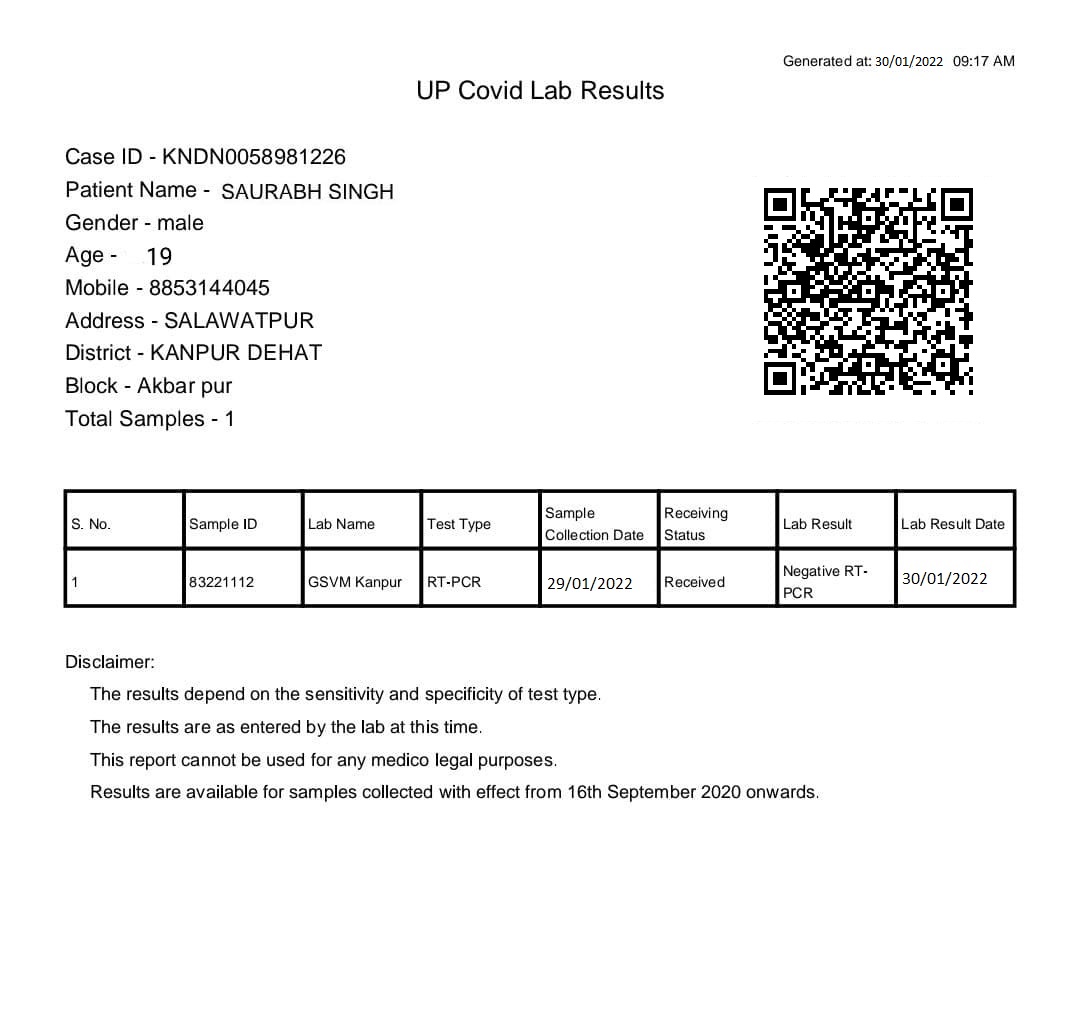 Generated at: 30/01/2022 09:17 AM
UP Covid Lab Results
Case ID - KNDN0058981226
Patient Name - SAURABH SINGH
Gender - male
Age - 19
Mobile - 8853144045
Address - SALAWATPUR
District - KANPUR DEHAT
Block - Akbar pur
Total Samples - 1
S. No. Sample ID Lab Name Test Type Sample Collection Date Receiving Status Lab Result Lab Result Date
1 83221112 GSVM Kanpur RT-PCR 29/01/2022 Received Negative RT-PCR 30/01/2022
Disclaimer:
The results depend on the sensitivity and specificity of test type.
The results are as entered by the lab at this time.
This report cannot be used for any medico legal purposes.
Results are available for samples collected with effect from 16th September 2020 onwards.